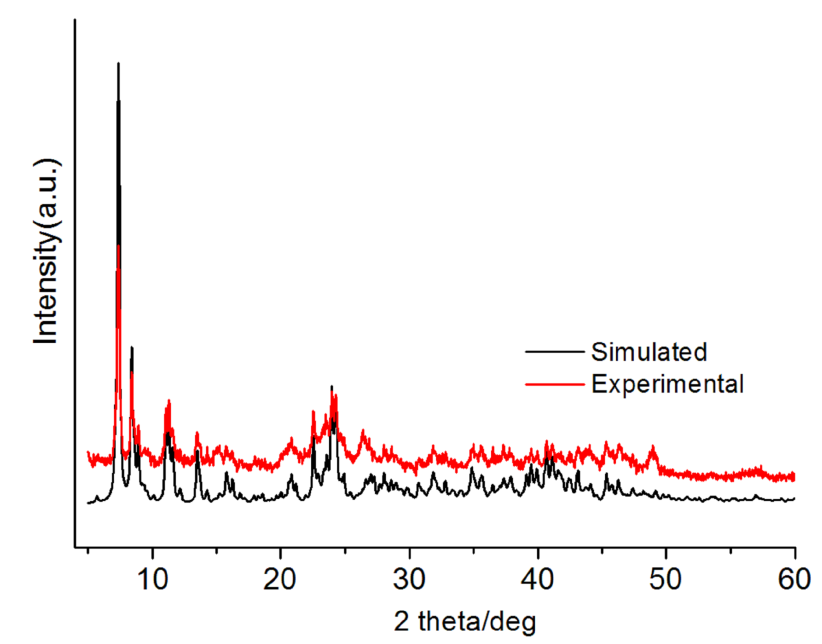 Intensity(a.u.)
Simulated
Experimental
10 20 30 40 50 60
2 theta/deg